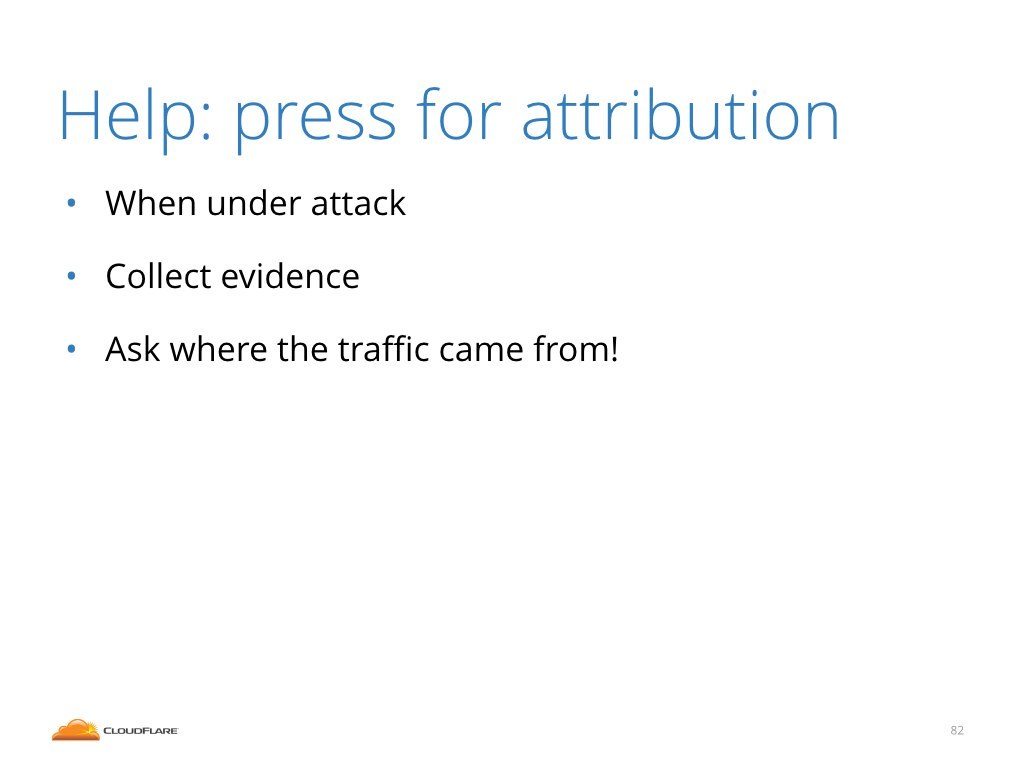 Help: press for attribution
• When under attack
• Collect evidence
• Ask where the traffic came from!
CLOUDFLARE
82